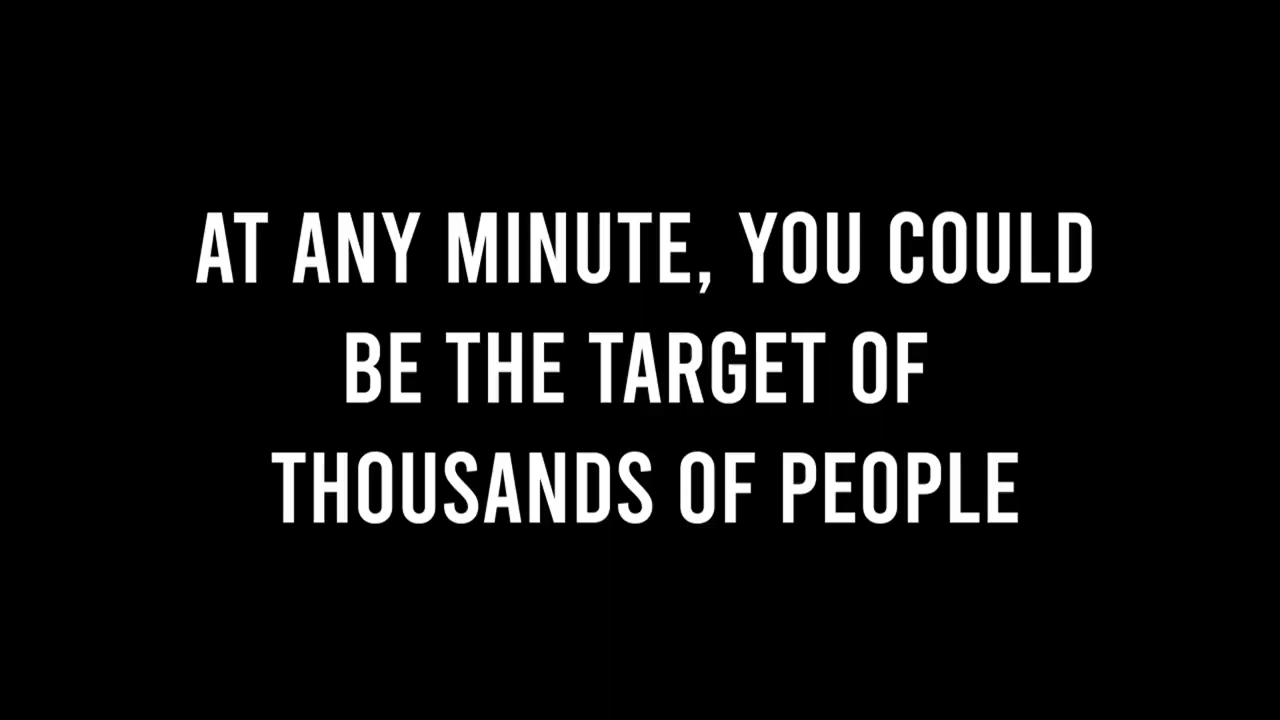 AT ANY MINUTE, YOU COULD
BE THE TARGET OF
THOUSANDS OF PEOPLE